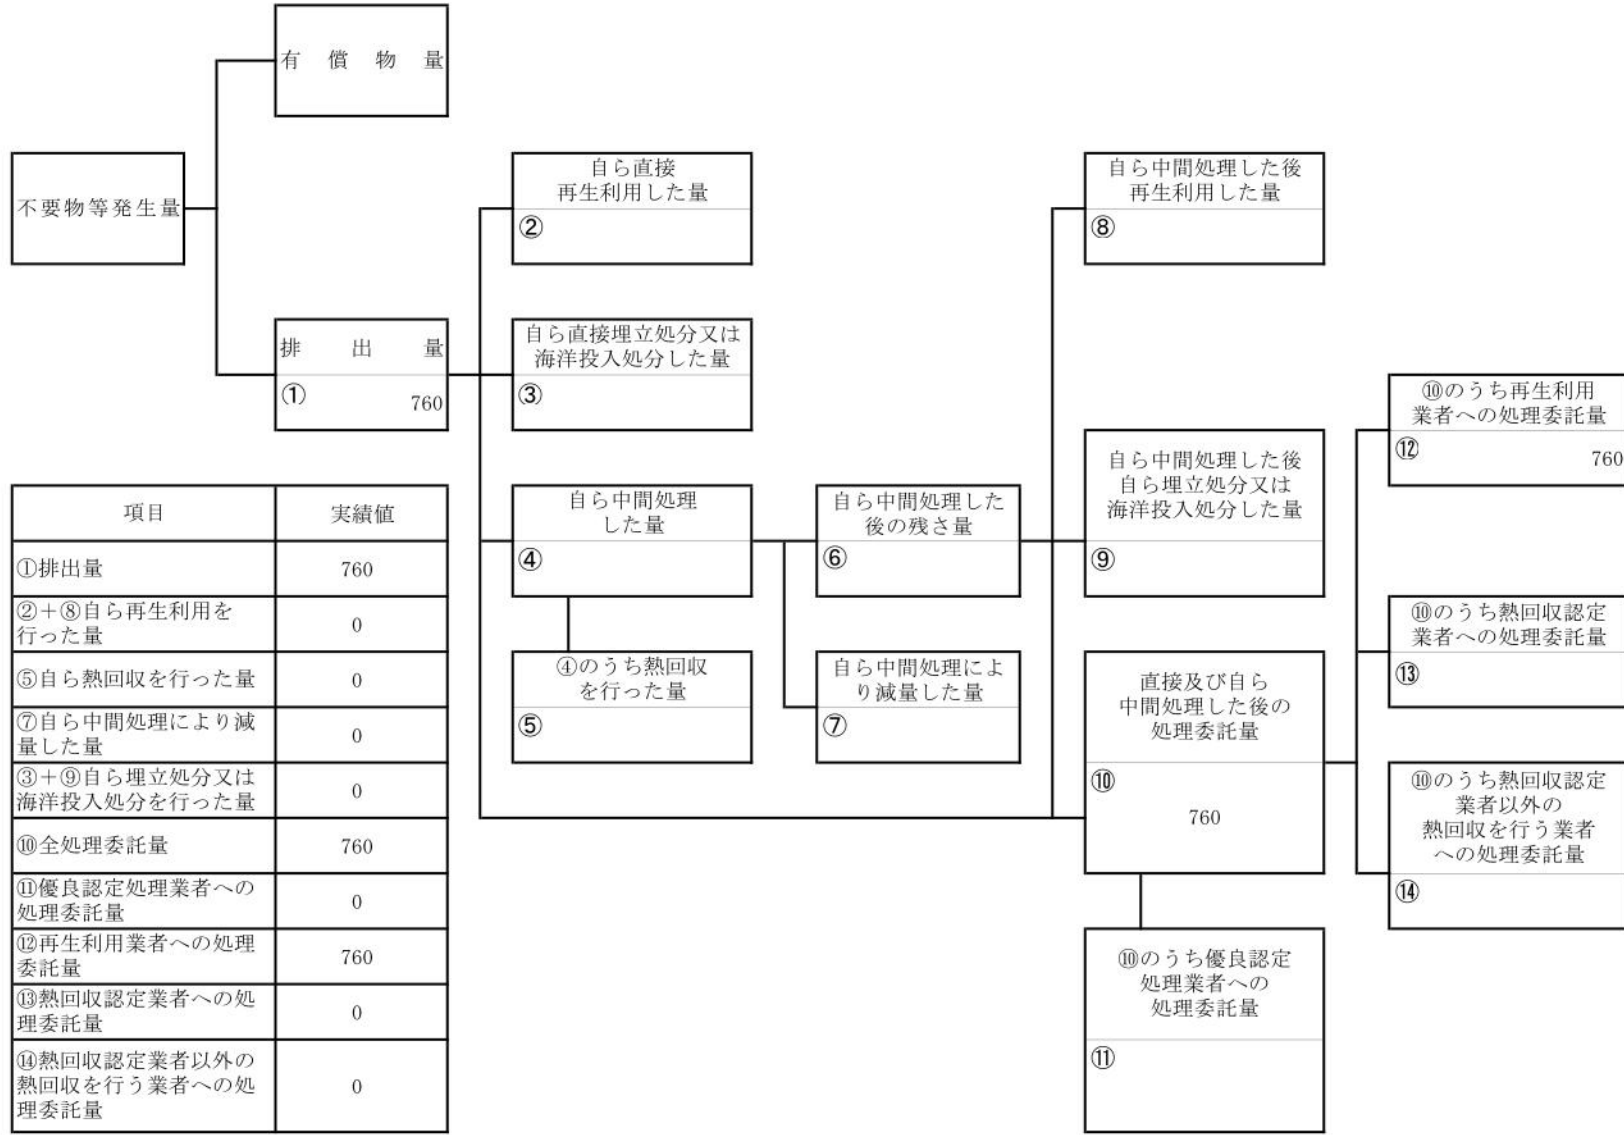 有償物量
不要物等発生量
排出量
①
760
自ら直接
再生利用した量
②
自ら直接埋立処分又は
海洋投入処分した量
③
自ら中間処理
した量
④
④のうち熱回収
を行った量
⑤
自ら中間処理した
後の残さ量
⑥
自ら中間処理によ
り減量した量
⑦
自ら中間処理した後
再生利用した量
⑧
自ら中間処理した後
自ら埋立処分又は
海洋投入処分した量
⑨
直接及び自ら
中間処理した後の
処理委託量
⑩
760
⑩のうち優良認定
処理業者への
処理委託量
⑪
⑩のうち再生利用
業者への処理委託量
⑫
760
⑩のうち熱回収認定
業者への処理委託量
⑬
⑩のうち熱回収認定
業者以外の
熱回収を行う業者
への処理委託量
⑭
項目 実績値
①排出量 760
②＋⑧自ら再生利用を
行った量 0
⑤自ら熱回収を行った量 0
⑦自ら中間処理により減
量した量 0
③＋⑨自ら埋立処分又は
海洋投入処分を行った量 0
⑩全処理委託量 760
⑪優良認定処理業者への
処理委託量 0
⑫再生利用業者への処理
委託量 760
⑬熱回収認定業者への処
理委託量 0
⑭熱回収認定業者以外の
熱回収を行う業者への処 0
理委託量